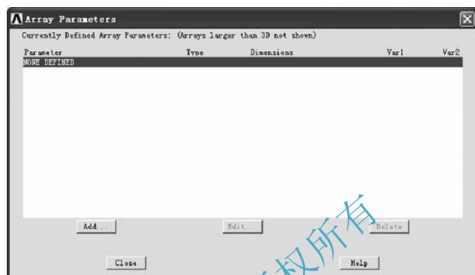 Array Parameters
Currently Defined Array Parameters: (Arrays larger than 3D not shown)
Parameter Type Dimensions Var1 Var2
NONE DEFINED
Add... Edit... Delete
Close Help
权所有